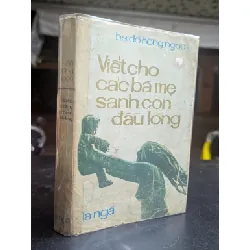 bs. đỗ hồng ngọc
Viết cho
các bà mẹ
sanh con
đầu lòng
lá ngà